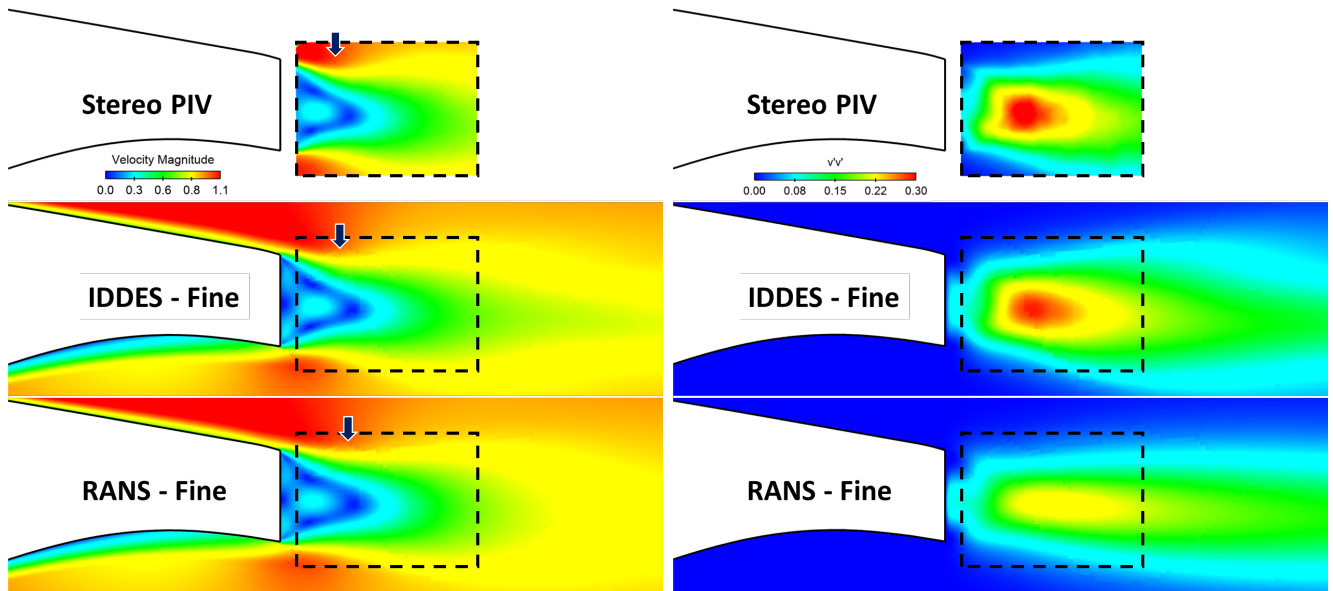 Stereo PIV
Velocity Magnitude
0.0 0.3 0.6 0.8 1.1
Stereo PIV
v'v'
0.00 0.08 0.15 0.22 0.30
IDDES - Fine
IDDES - Fine
RANS - Fine
RANS - Fine